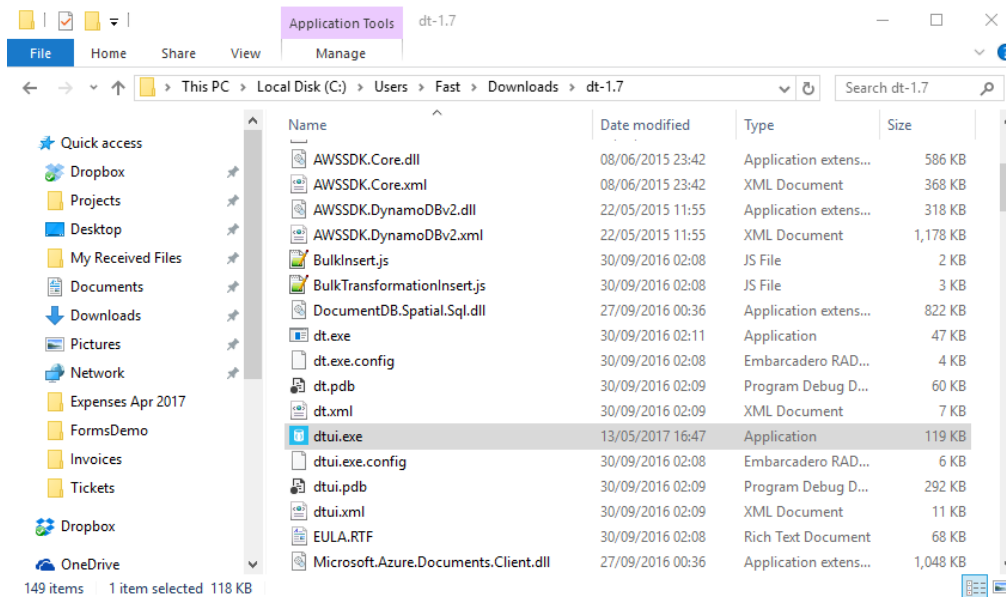 Application Tools dt-1.7
File Home Share View Manage
This PC Local Disk (C:) Users Fast Downloads dt-1.7 Search dt-1.7
Name Date modified Type Size
Quick access
Dropbox
Projects
Desktop
My Received Files
Documents
Downloads
Pictures
Network
Expenses Apr 2017
FormsDemo
Invoices
Tickets
Dropbox
OneDrive
AWSSDK.Core.dll 08/06/2015 23:42 Application extens... 586 KB
AWSSDK.Core.xml 08/06/2015 23:42 XML Document 368 KB
AWSSDK.DynamoDBv2.dll 22/05/2015 11:55 Application extens... 318 KB
AWSSDK.DynamoDBv2.xml 22/05/2015 11:55 XML Document 1,178 KB
BulkInsert.js 30/09/2016 02:08 JS File 2 KB
BulkTransformationInsert.js 30/09/2016 02:08 JS File 3 KB
DocumentDB.Spatial.Sql.dll 27/09/2016 00:36 Application extens... 822 KB
dt.exe 30/09/2016 02:11 Application 47 KB
dt.exe.config 30/09/2016 02:08 Embarcadero RAD... 4 KB
dt.pdb 30/09/2016 02:09 Program Debug D... 60 KB
dt.xml 30/09/2016 02:09 XML Document 7 KB
dtui.exe 13/05/2017 16:47 Application 119 KB
dtui.exe.config 30/09/2016 02:08 Embarcadero RAD... 6 KB
dtui.pdb 30/09/2016 02:09 Program Debug D... 292 KB
dtui.xml 30/09/2016 02:09 XML Document 11 KB
EULA.RTF 30/09/2016 02:08 Rich Text Document 68 KB
Microsoft.Azure.Documents.Client.dll 27/09/2016 00:36 Application extens... 1,048 KB
149 items 1 item selected 118 KB